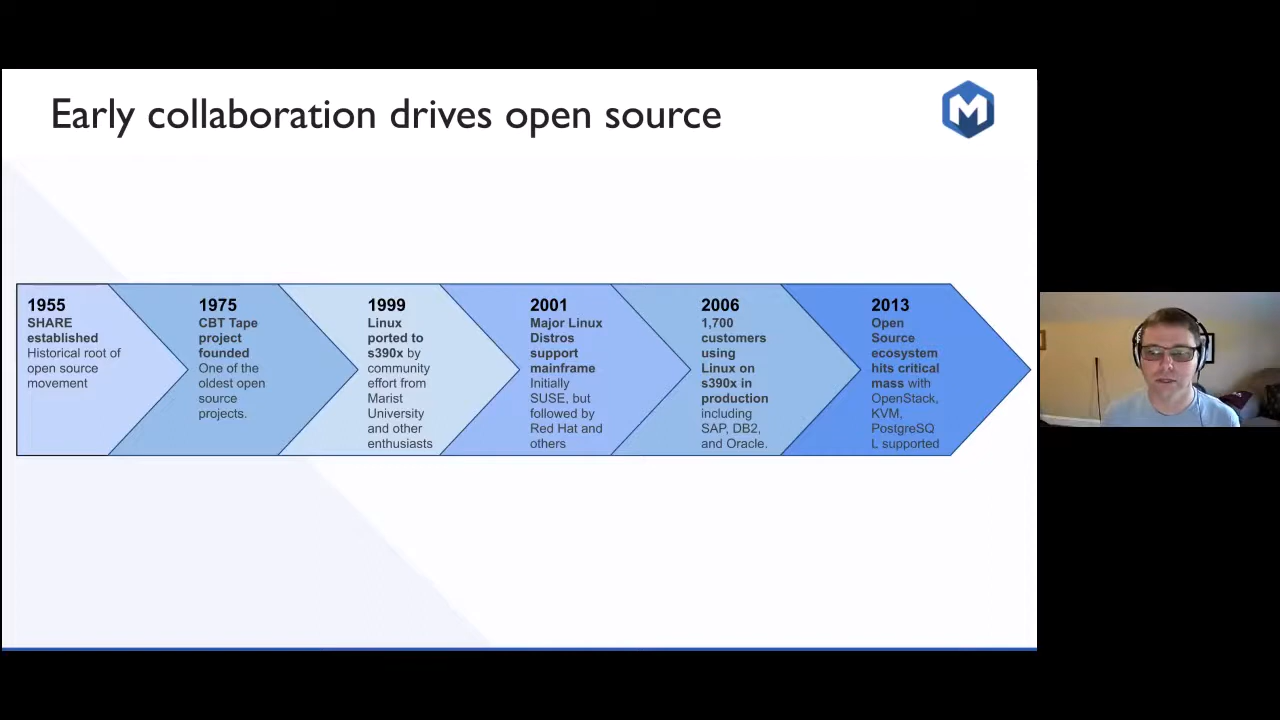 Early collaboration drives open source
M
1955
SHARE
established
Historical root of
open source
movement
1975
CBT Tape
project
founded
One of the
oldest open
source
projects.
1999
Linux
ported to
s390x by
community
effort from
Marist
University
and other
enthusiasts
2001
Major Linux
Distros
support
mainframe
Initially
SUSE, but
followed by
Red Hat and
others
2006
1,700
customers
using
Linux on
s390x in
production
including
SAP, DB2,
and Oracle.
2013
Open
Source
ecosystem
hits critical
mass with
OpenStack,
KVM,
PostgreSQ
L supported